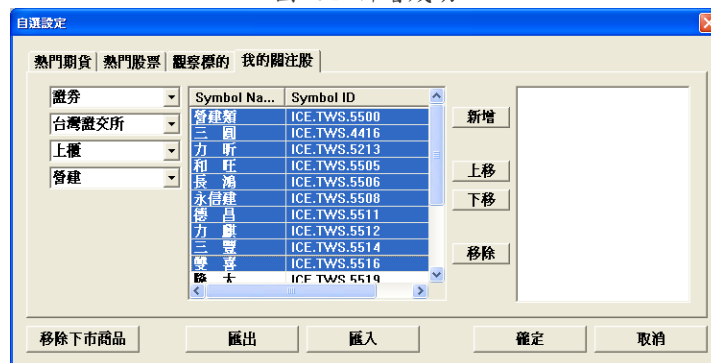 自選設定
熱門期貨 熱門股票 觀察標的 我的關注股
證券
台灣證交所
上櫃
營建
Symbol Na... Symbol ID
營建類 ICE.TWS.5500
三 圓 ICE.TWS.4416
力 昕 ICE.TWS.5213
和 旺 ICE.TWS.5505
長 鴻 ICE.TWS.5506
永信建 ICE.TWS.5508
德 昌 ICE.TWS.5511
力 麒 ICE.TWS.5512
三 豐 ICE.TWS.5514
雙 喜 ICE.TWS.5516
隆 大 ICE.TWS.5519
新增
上移
下移
移除
移除下市商品 匯出 匯入 確定 取消